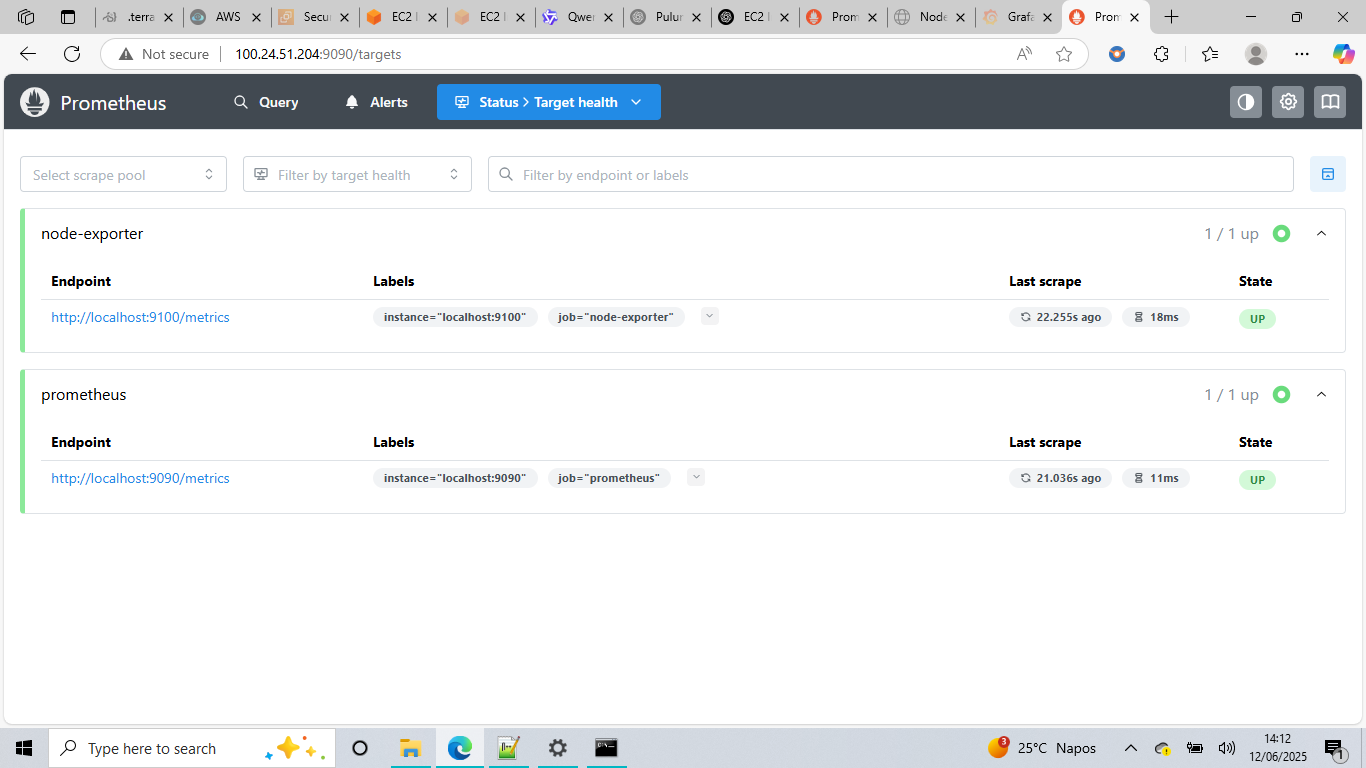 .terra
AWS
Secu
EC2
EC2
Qwer
Pulur
EC2
Prom
Node
Grafa
Prom
Not secure
100.24.51.204:9090/targets
Prometheus
Query
Alerts
Status > Target health
Select scrape pool
Filter by target health
Filter by endpoint or labels
node-exporter
1 / 1 up
Endpoint Labels Last scrape State
http://localhost:9100/metrics instance="localhost:9100" job="node-exporter" 22.255s ago 18ms UP
prometheus
1 / 1 up
Endpoint Labels Last scrape State
http://localhost:9090/metrics instance="localhost:9090" job="prometheus" 21.036s ago 11ms UP
Type here to search
3
25°C Napos
14:12
12/06/2025
1